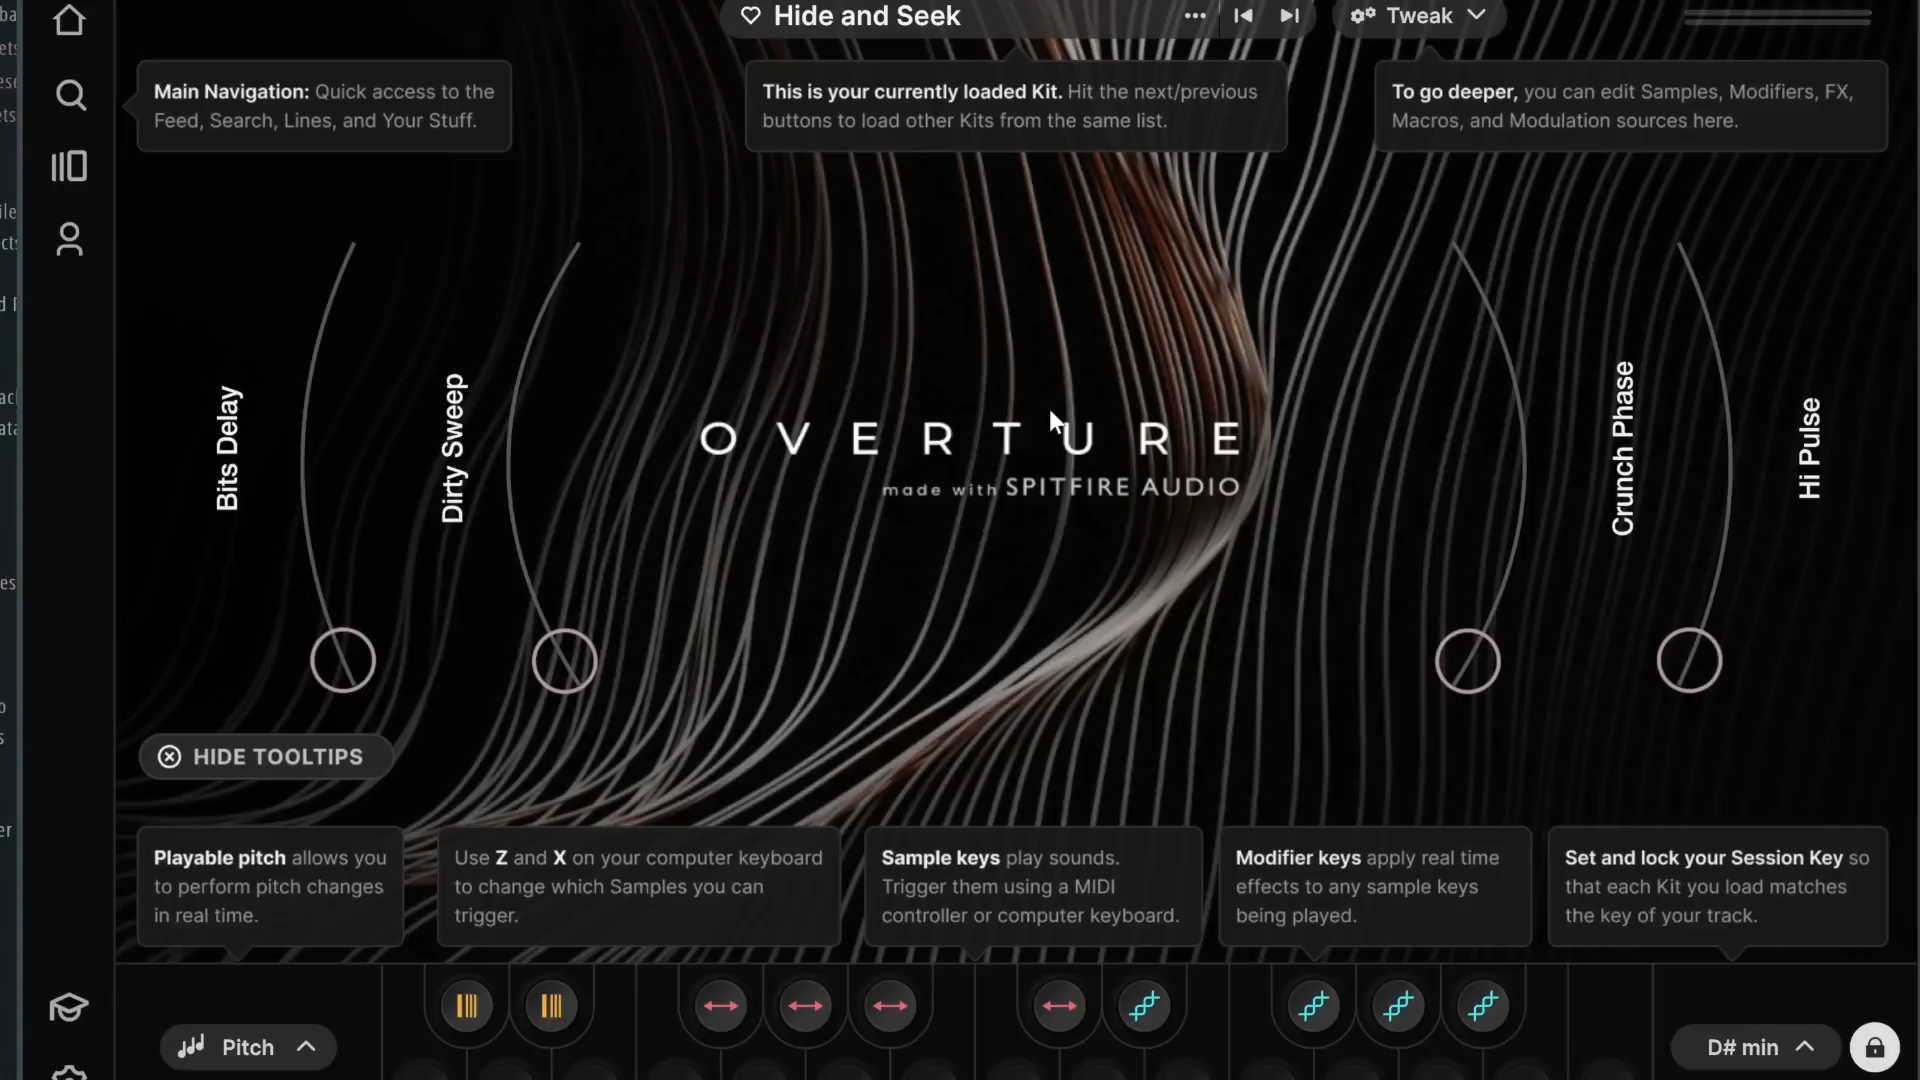 Hide and Seek
Tweak
Main Navigation: Quick access to the
Feed, Search, Lines, and Your Stuff.
This is your currently loaded Kit. Hit the next/previous
buttons to load other Kits from the same list.
To go deeper, you can edit Samples, Modifiers, FX,
Macros, and Modulation sources here.
Bits Delay
Dirty Sweep
OVERTURE
made with SPITFIRE AUDIO
Crunch Phase
Hi Pulse
HIDE TOOLTIPS
Playable pitch allows you
to perform pitch changes
in real time.
Use Z and X on your computer keyboard
to change which Samples you can
trigger.
Sample keys play sounds.
Trigger them using a MIDI
controller or computer keyboard.
Modifier keys apply real time
effects to any sample keys
being played.
Set and lock your Session Key so
that each Kit you load matches
the key of your track.
Pitch
D# min